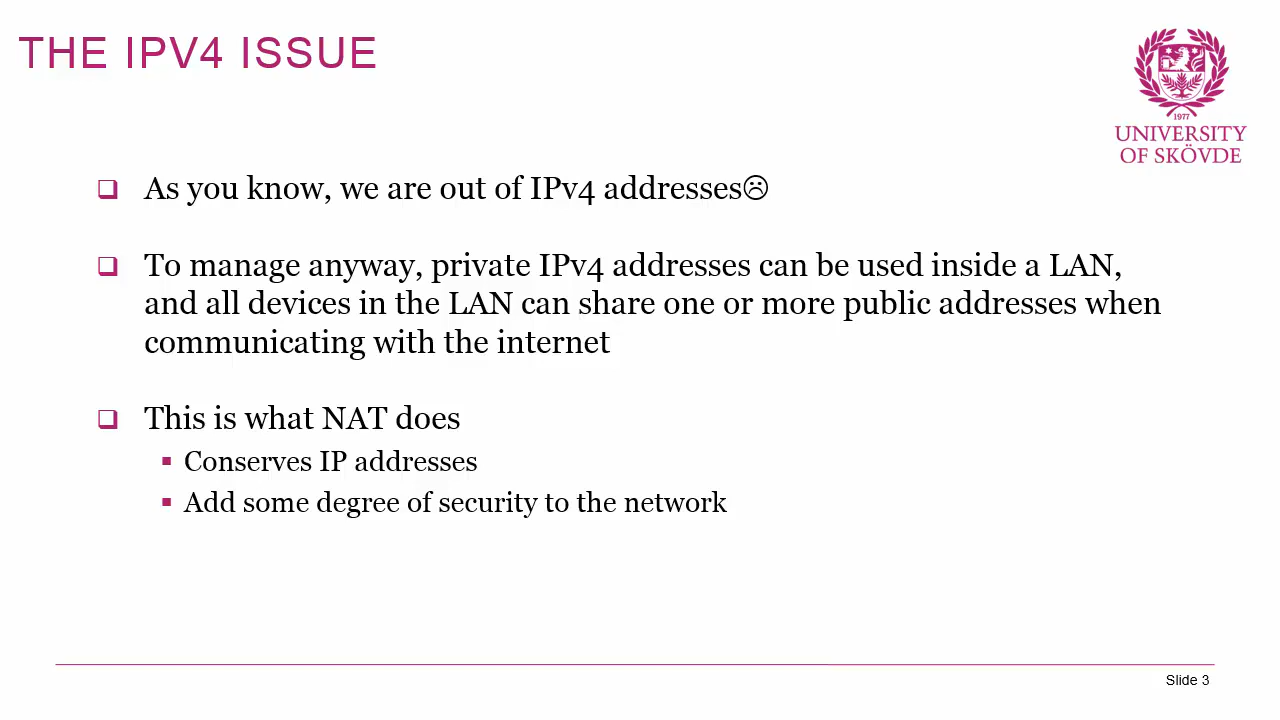 THE IPV4 ISSUE
1977
UNIVERSITY
OF SKÖVDE
As you know, we are out of IPv4 addresses☹
To manage anyway, private IPv4 addresses can be used inside a LAN,
and all devices in the LAN can share one or more public addresses when
communicating with the internet
This is what NAT does
Conserves IP addresses
Add some degree of security to the network
Slide 3